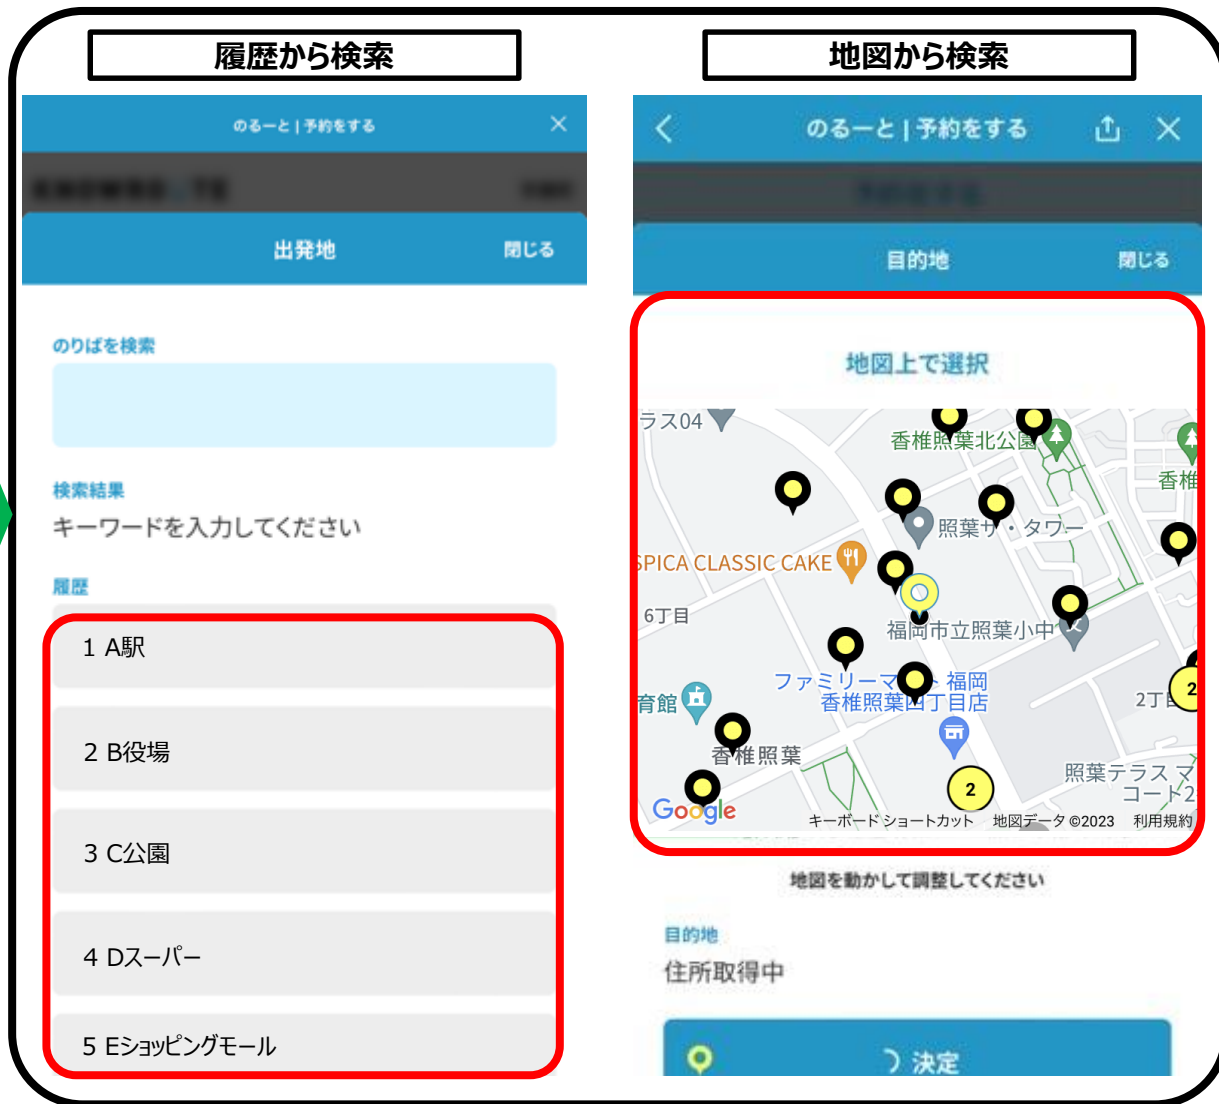 履歴から検索
のるーと | 予約をする
出発地
閉じる
のりばを検索
検索結果
キーワードを入力してください
履歴
1 A駅
2 B役場
3 C公園
4 Dスーパー
5 Eショッピングモール
地図から検索
のるーと | 予約をする
目的地
閉じる
地図上で選択
ラス04
香椎照葉北公園
香椎
照葉ザ・タワー
SPICA CLASSIC CAKE
6丁目
福岡市立照葉小中
ファミリーマート 福岡
香椎照葉四丁目店
育館
2丁目
2
香椎照葉
照葉テラス マ
コート2
2
Google
キーボード ショートカット
地図データ ©2023
利用規約
地図を動かして調整してください
目的地
住所取得中
決定